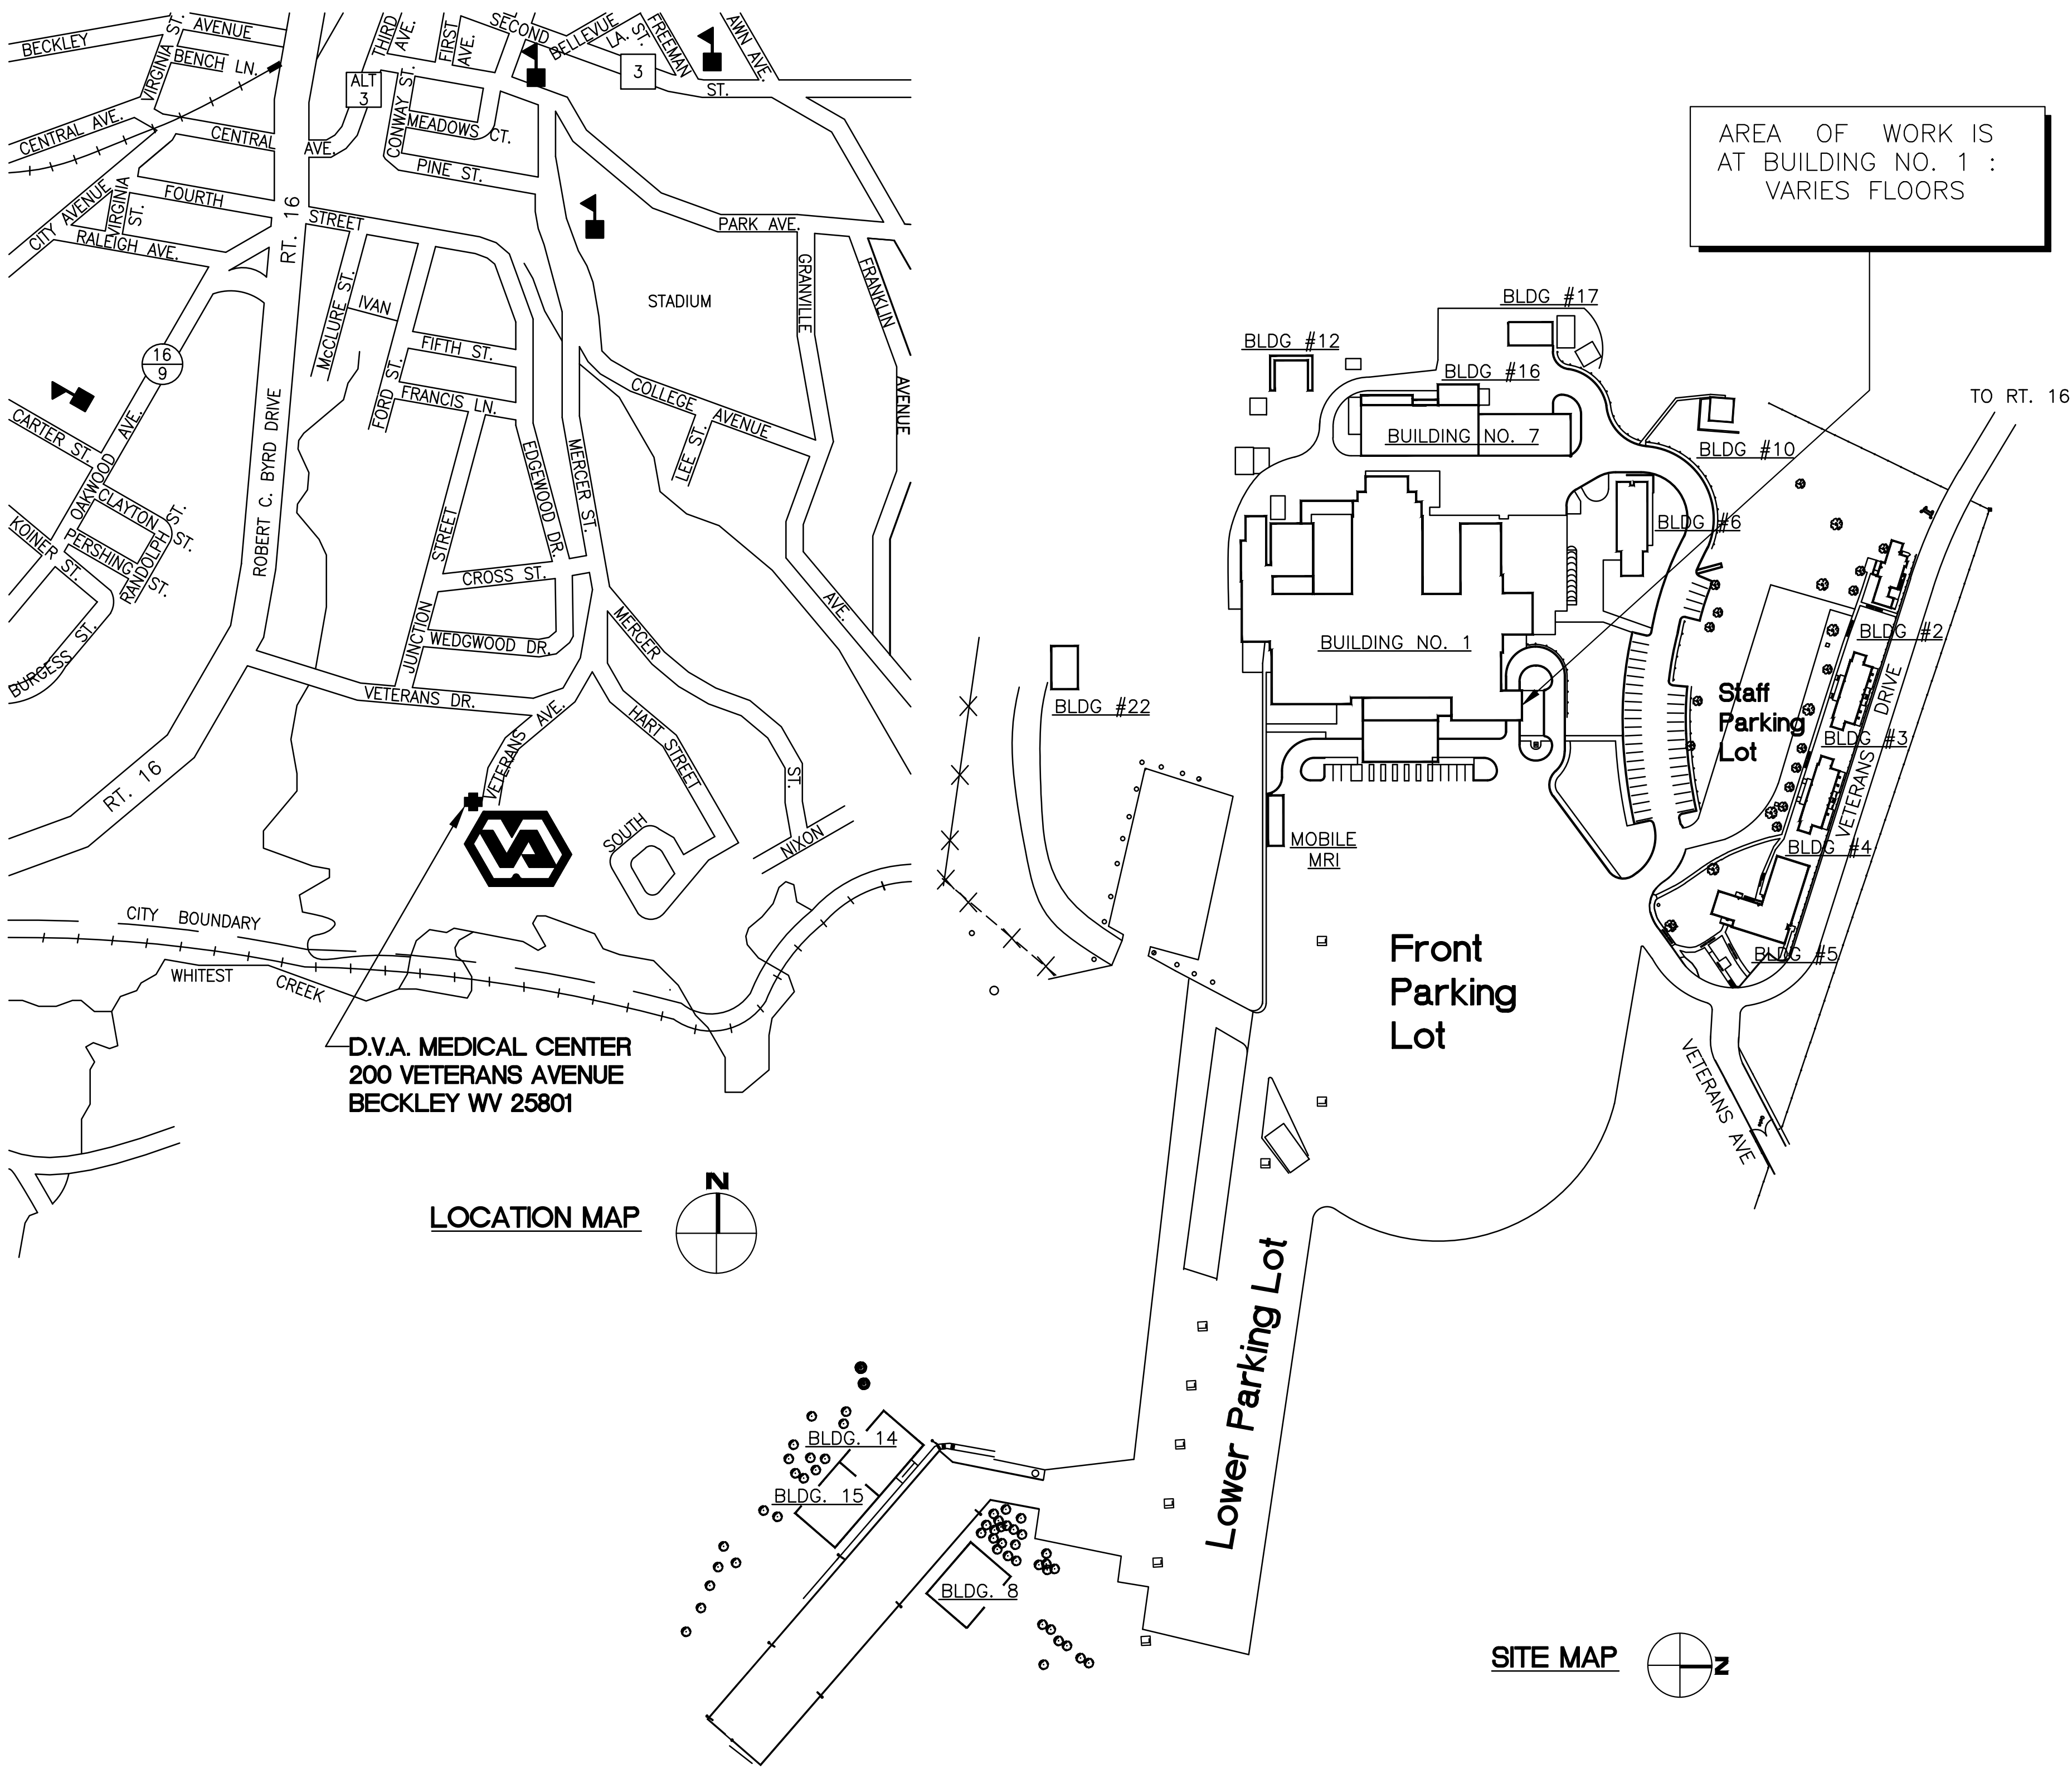 BECKLEY
AVENUE
VIRGINIA ST.
BENCH LN.
CENTRAL AVE.
CENTRAL AVE.
CITY AVENUE
VIRGINIA ST.
FOURTH
STREET
RALEIGH AVE.
RT. 16
THIRD AVE.
FIRST AVE.
SECOND
BELLEVUE LA.
ST.
FREEMAN
AWN AVE.
ST.
ALT
3
3
CONWAY ST.
MEADOWS CT.
PINE ST.
PARK AVE.
McCLURE ST.
IVAN
STADIUM
GRANVILLE
FRANKLIN
AVENUE
16
9
FIFTH ST.
FORD ST.
FRANCIS LN.
COLLEGE AVENUE
LEE ST.
CARTER ST.
OAKWOOD AVE.
CLAYTON ST.
KOINER ST.
PERSHING ST.
RANDOLPH ST.
BURGESS ST.
ROBERT C. BYRD DRIVE
EDGEWOOD DR.
MERCER ST.
JUNCTION STREET
CROSS ST.
WEDGWOOD DR.
AVE.
MERCER ST.
VETERANS DR.
VETERANS AVE.
HART STREET
RT. 16
VA
SOUTH
NIXON
CITY BOUNDARY
WHITEST CREEK
D.V.A. MEDICAL CENTER
200 VETERANS AVENUE
BECKLEY WV 25801
LOCATION MAP
N
AREA OF WORK IS
AT BUILDING NO. 1 :
VARIES FLOORS
BLDG #17
BLDG #12
BLDG #16
TO RT. 16
BUILDING NO. 7
BLDG #10
BLDG #6
BUILDING NO. 1
BLDG #2
BLDG #22
Staff
Parking
Lot
BLDG #3
VETERANS DRIVE
MOBILE
MRI
BLDG #4
Front
Parking
Lot
BLDG #5
VETERANS AVE
Lower Parking Lot
BLDG. 14
BLDG. 15
BLDG. 8
SITE MAP
N